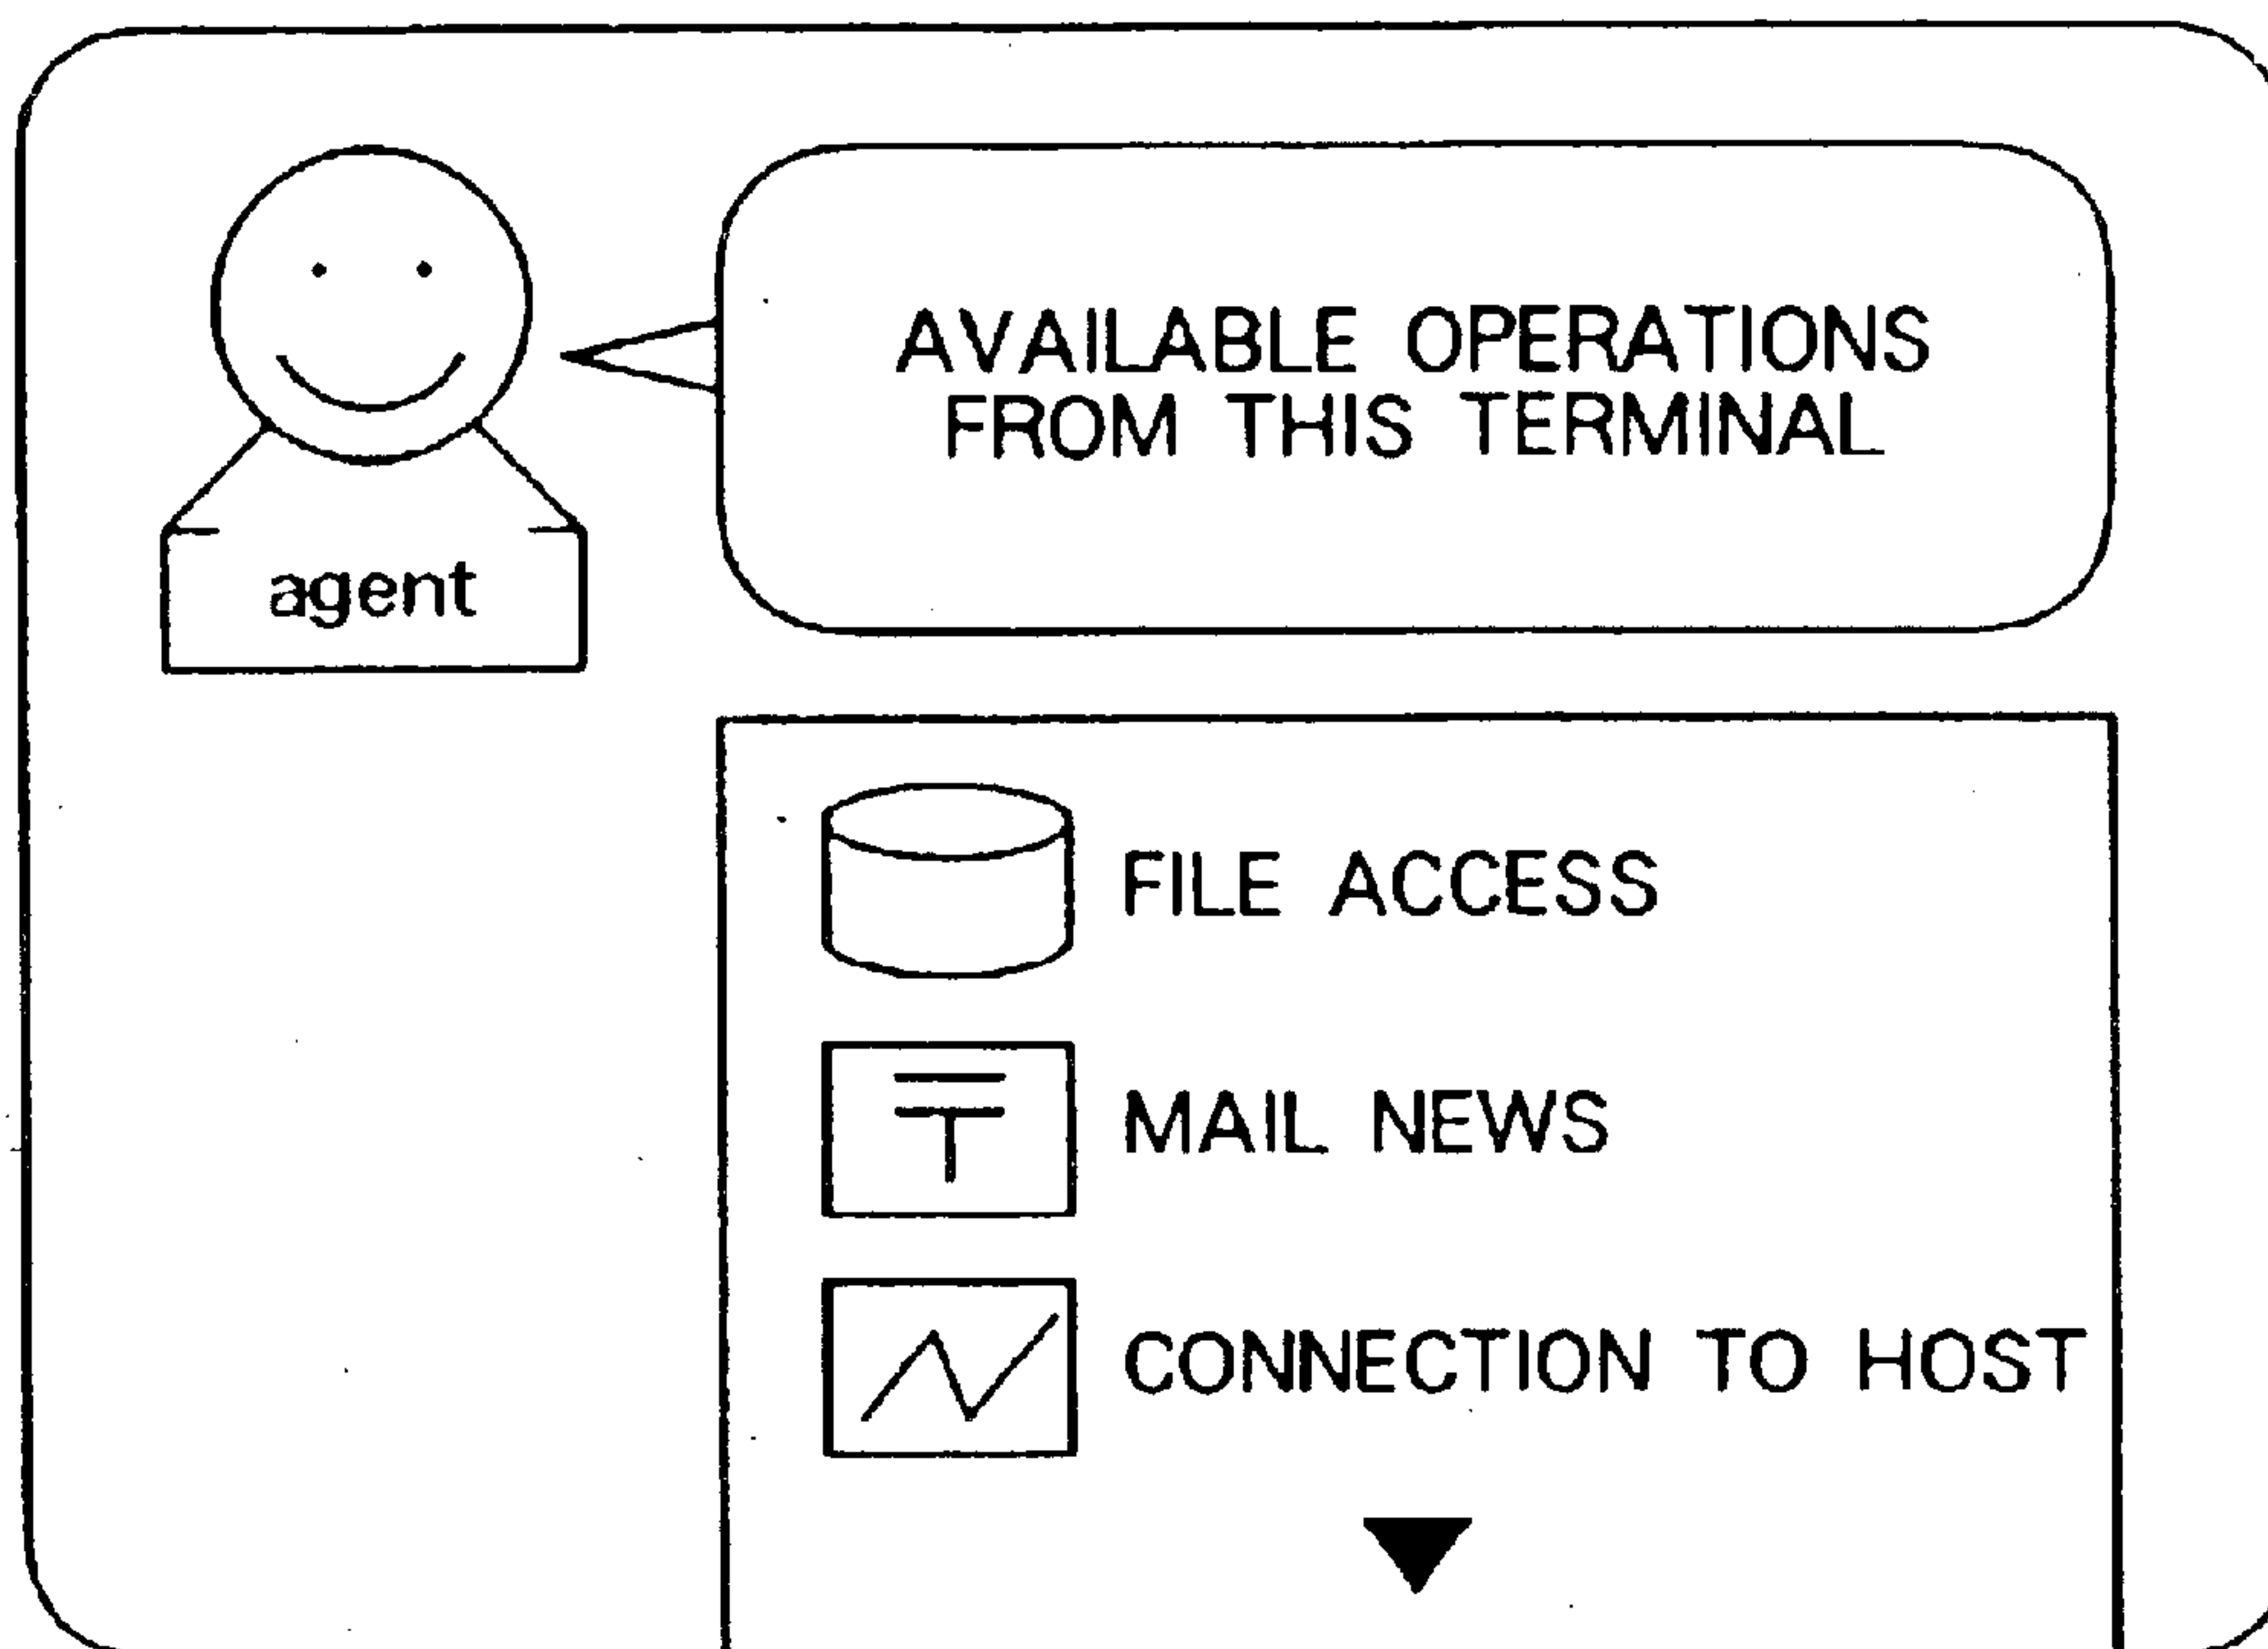 AVAILABLE OPERATIONS
FROM THIS TERMINAL
agent
FILE ACCESS
〒
MAIL NEWS
CONNECTION TO HOST